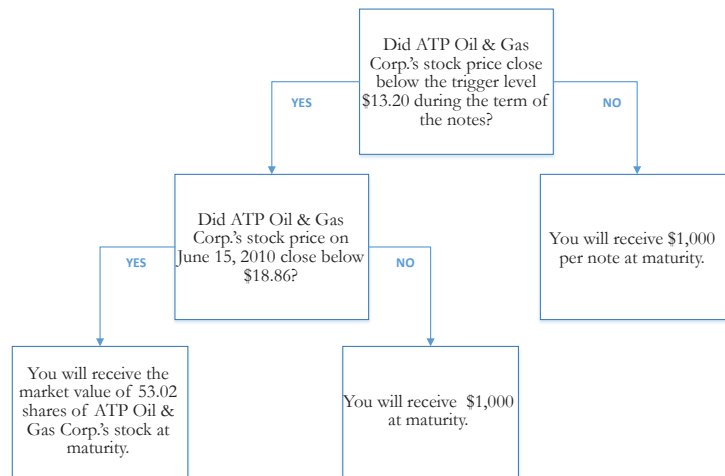 Did ATP Oil & Gas
Corp.'s stock price close
below the trigger level
$13.20 during the term of
the notes?
YES
NO
Did ATP Oil & Gas
Corp.'s stock price on
June 15, 2010 close below
$18.86?
You will receive $1,000
per note at maturity.
YES
NO
You will receive the
market value of 53.02
shares of ATP Oil &
Gas Corp.'s stock at
maturity.
You will receive $1,000
at maturity.